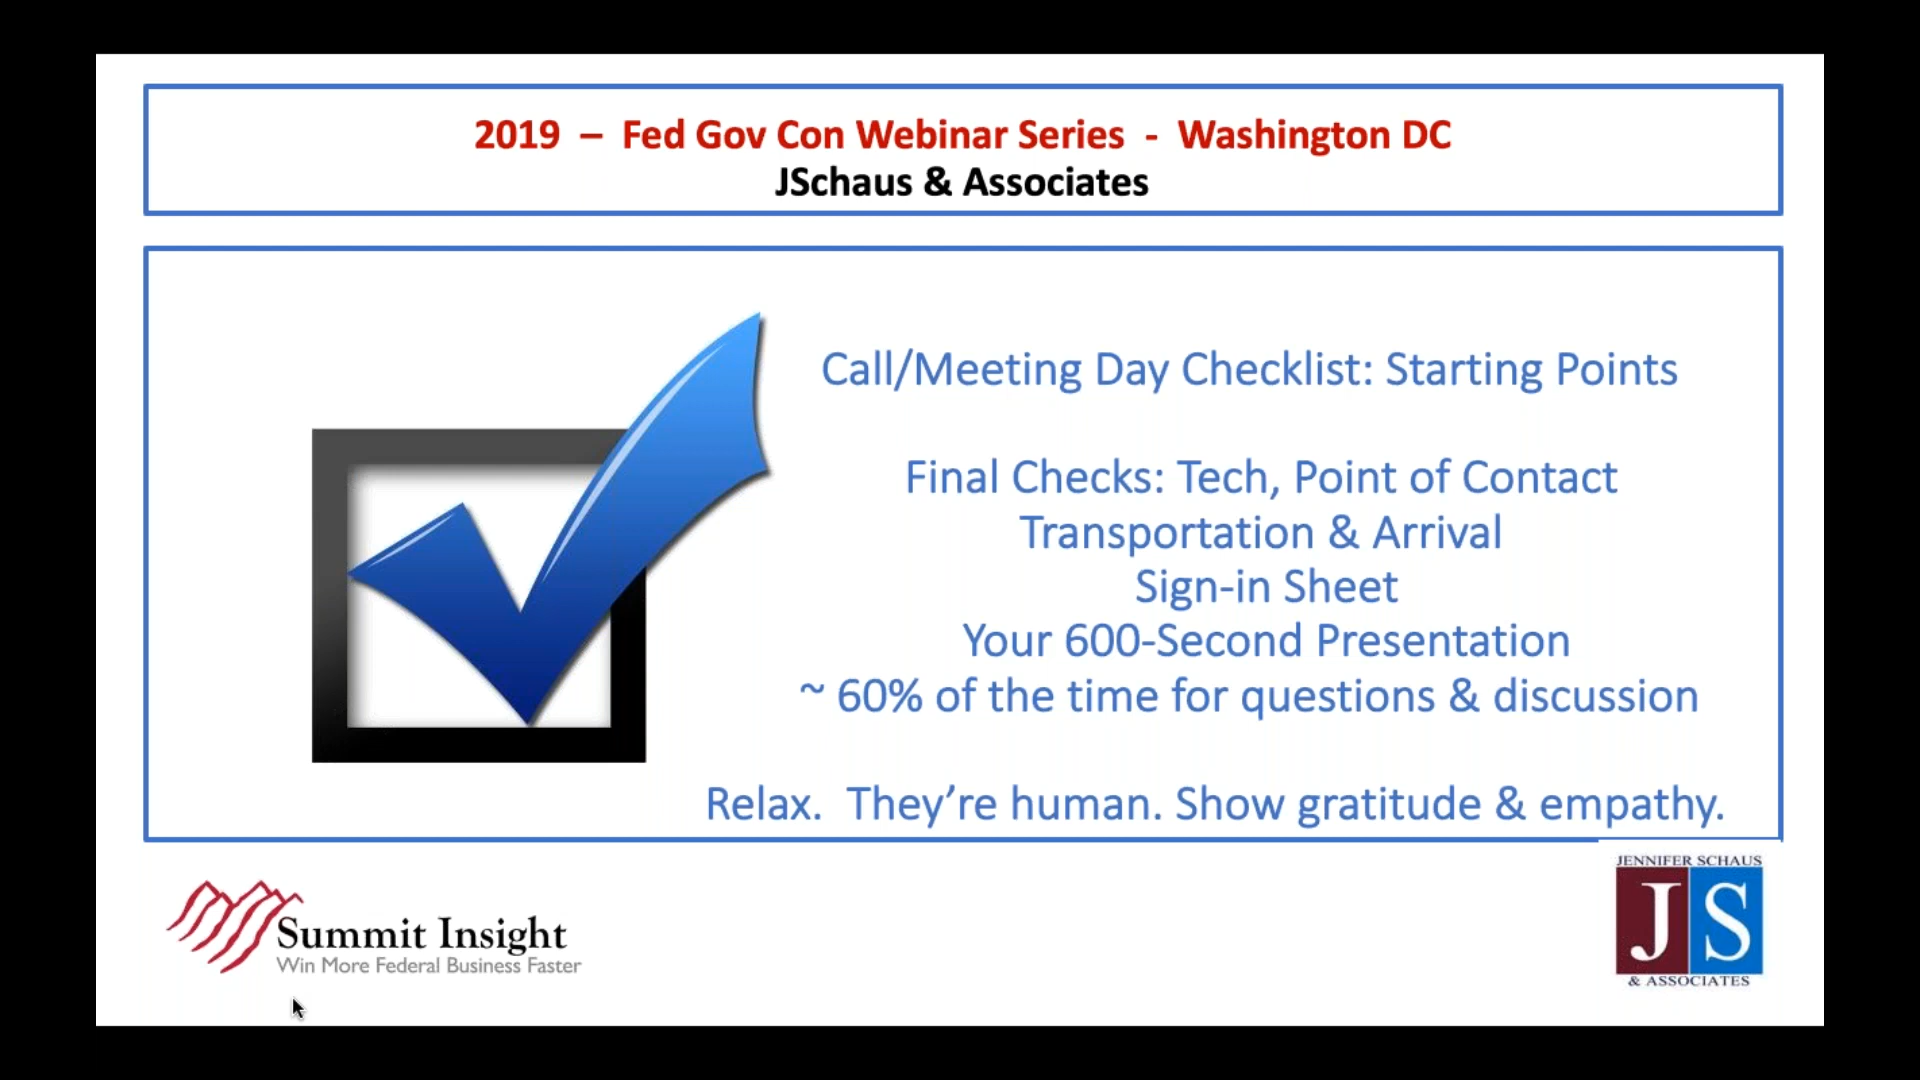 2019 – Fed Gov Con Webinar Series - Washington DC
JSchaus & Associates
Call/Meeting Day Checklist: Starting Points
Final Checks: Tech, Point of Contact
Transportation & Arrival
Sign-in Sheet
Your 600-Second Presentation
~ 60% of the time for questions & discussion
Relax. They’re human. Show gratitude & empathy.
Summit Insight
Win More Federal Business Faster
JENNIFER SCHAUS
JS
& ASSOCIATES